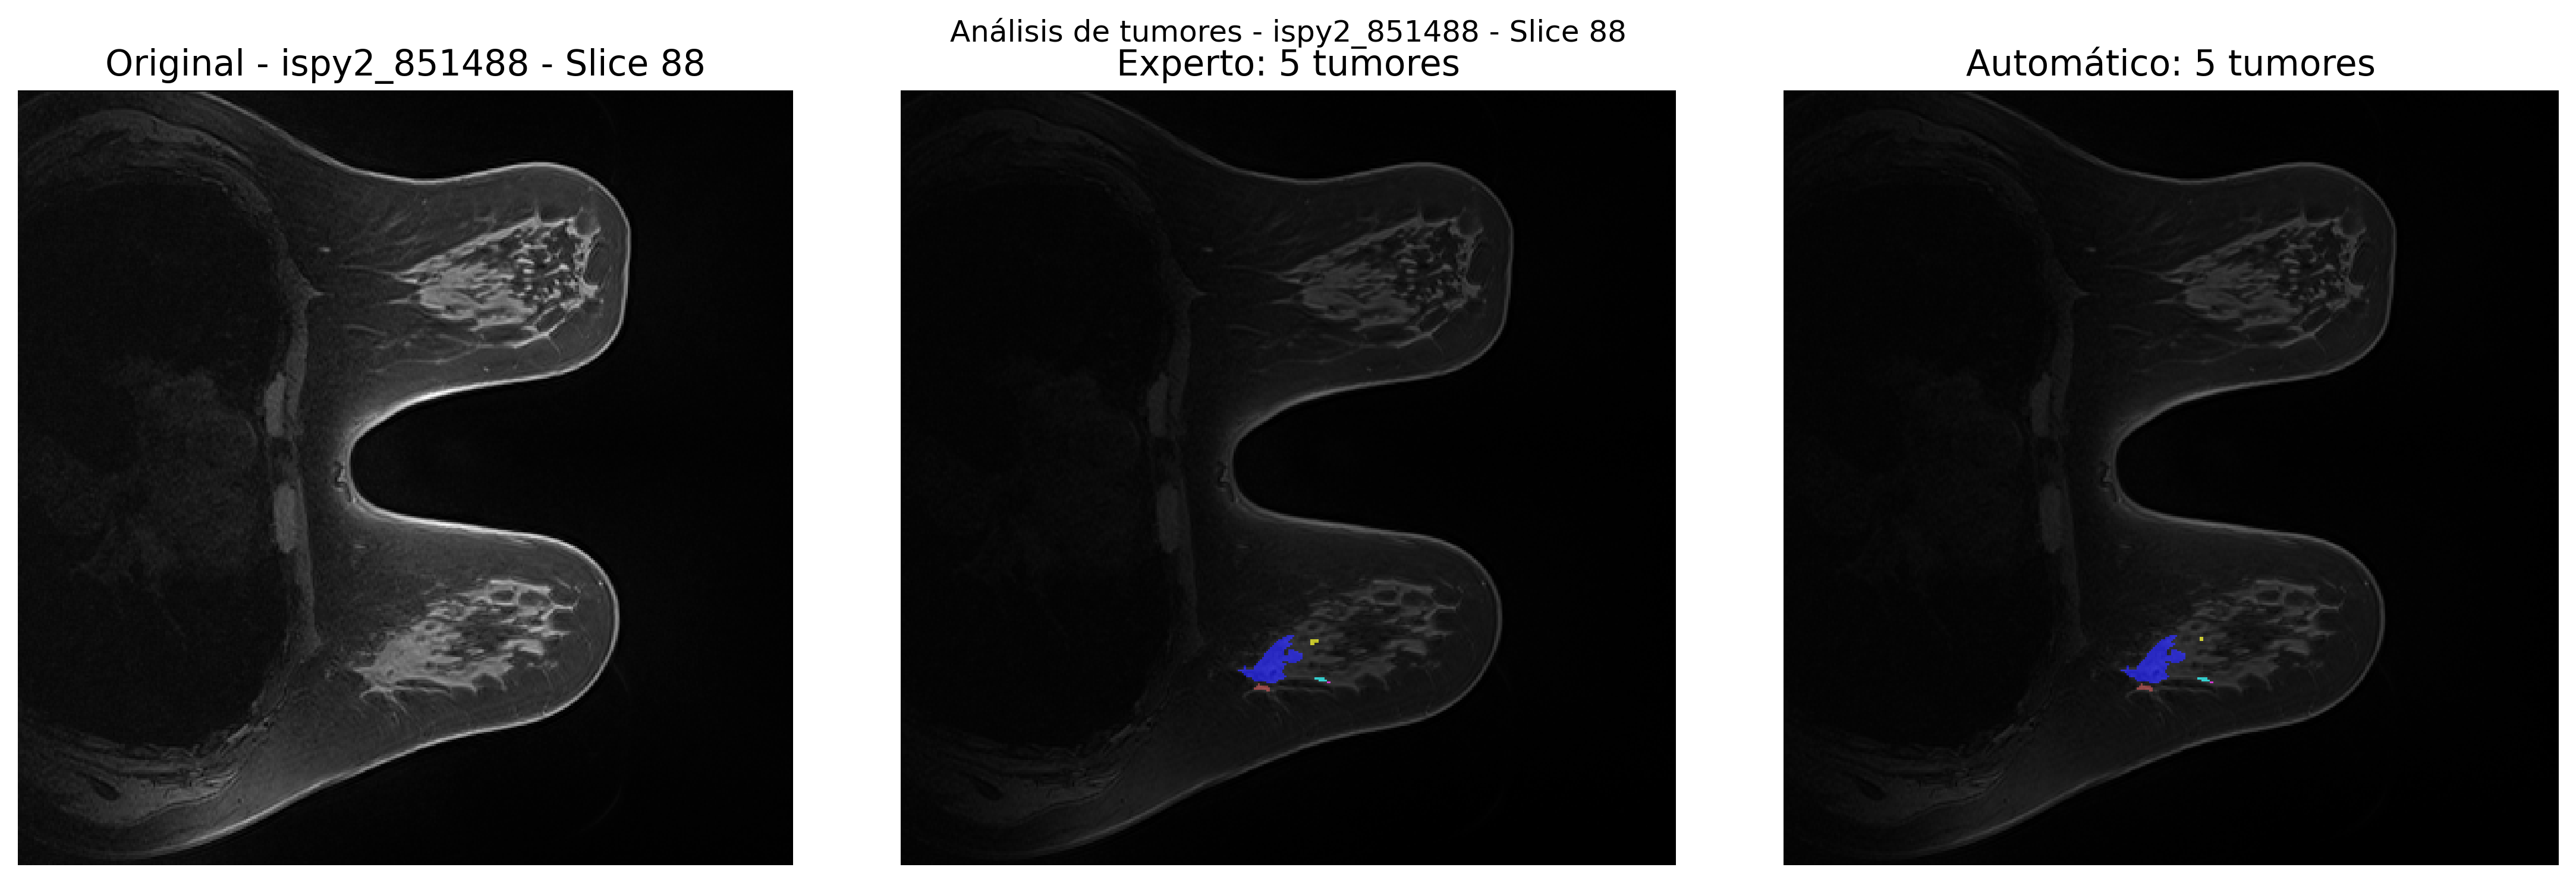 Análisis de tumores - ispy2_851488 - Slice 88
Original - ispy2_851488 - Slice 88
Experto: 5 tumores
Automático: 5 tumores